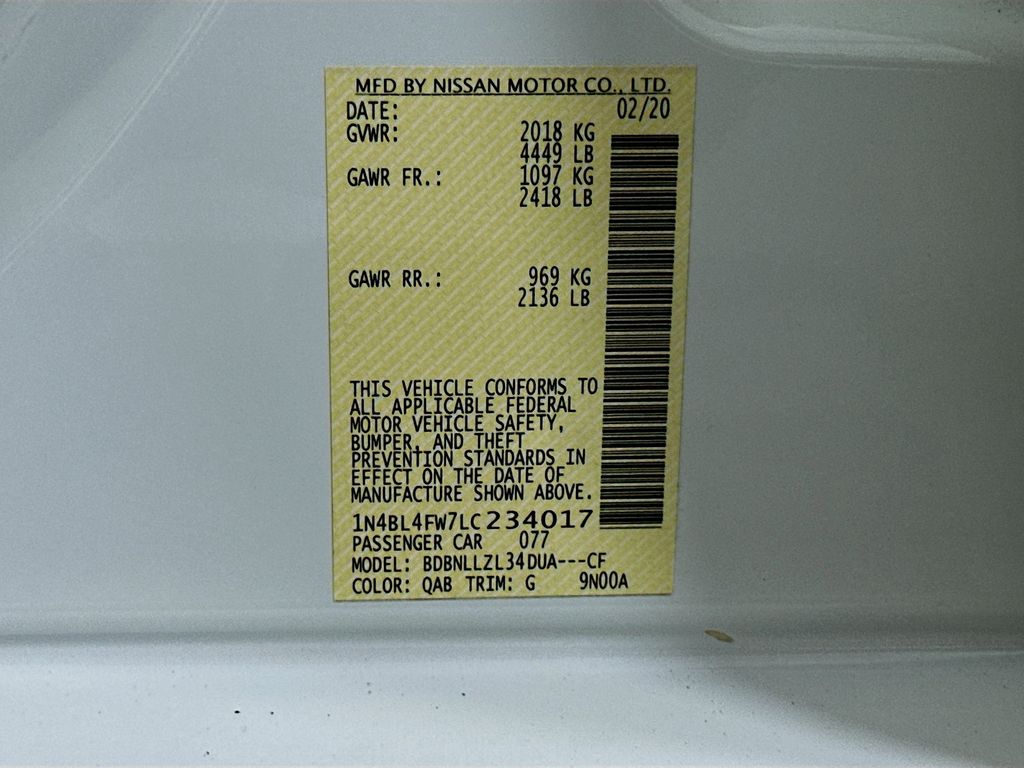 MFD BY NISSAN MOTOR CO., LTD.
DATE: 02/20
GVWR: 2018 KG
4449 LB
GAWR FR.: 1097 KG
2418 LB
GAWR RR.: 969 KG
2136 LB
THIS VEHICLE CONFORMS TO
ALL APPLICABLE FEDERAL
MOTOR VEHICLE SAFETY,
BUMPER, AND THEFT
PREVENTION STANDARDS IN
EFFECT ON THE DATE OF
MANUFACTURE SHOWN ABOVE.
1N4BL4FW7LC234017
PASSENGER CAR 077
MODEL: BDBNLLZL34DUA---CF
COLOR: QAB TRIM: G 9N00A